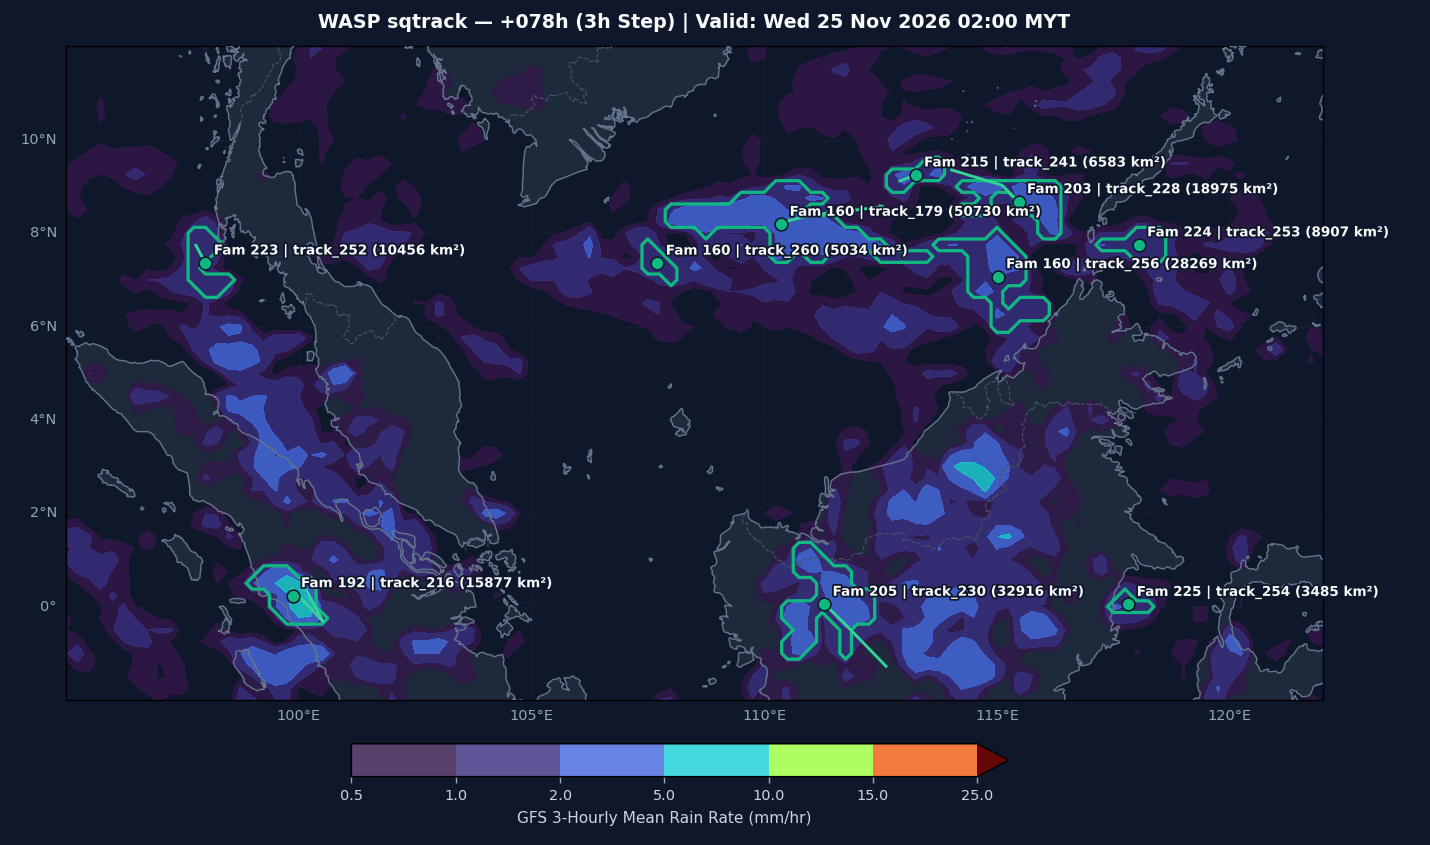 WASP sqtrack — +078h (3h Step) | Valid: Wed 25 Nov 2026 02:00 MYT
10°N
8°N
6°N
4°N
2°N
0°
Fam 215 | track_241 (6583 km²)
Fam 203 | track_228 (18975 km²)
Fam 160 | track_179 (50730 km²)
Fam 224 | track_253 (8907 km²)
Fam 223 | track_252 (10456 km²)
Fam 160 | track_260 (5034 km²)
Fam 160 | track_256 (28269 km²)
Fam 192 | track_216 (15877 km²)
Fam 205 | track_230 (32916 km²)
Fam 225 | track_254 (3485 km²)
100°E 105°E 110°E 115°E 120°E
0.5 1.0 2.0 5.0 10.0 15.0 25.0
GFS 3-Hourly Mean Rain Rate (mm/hr)